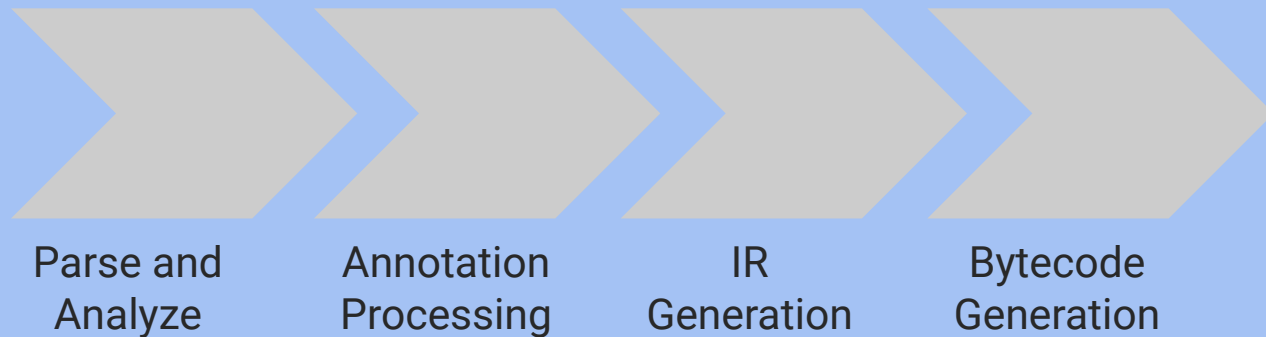 Parse and
Analyze
Annotation
Processing
IR
Generation
Bytecode
Generation